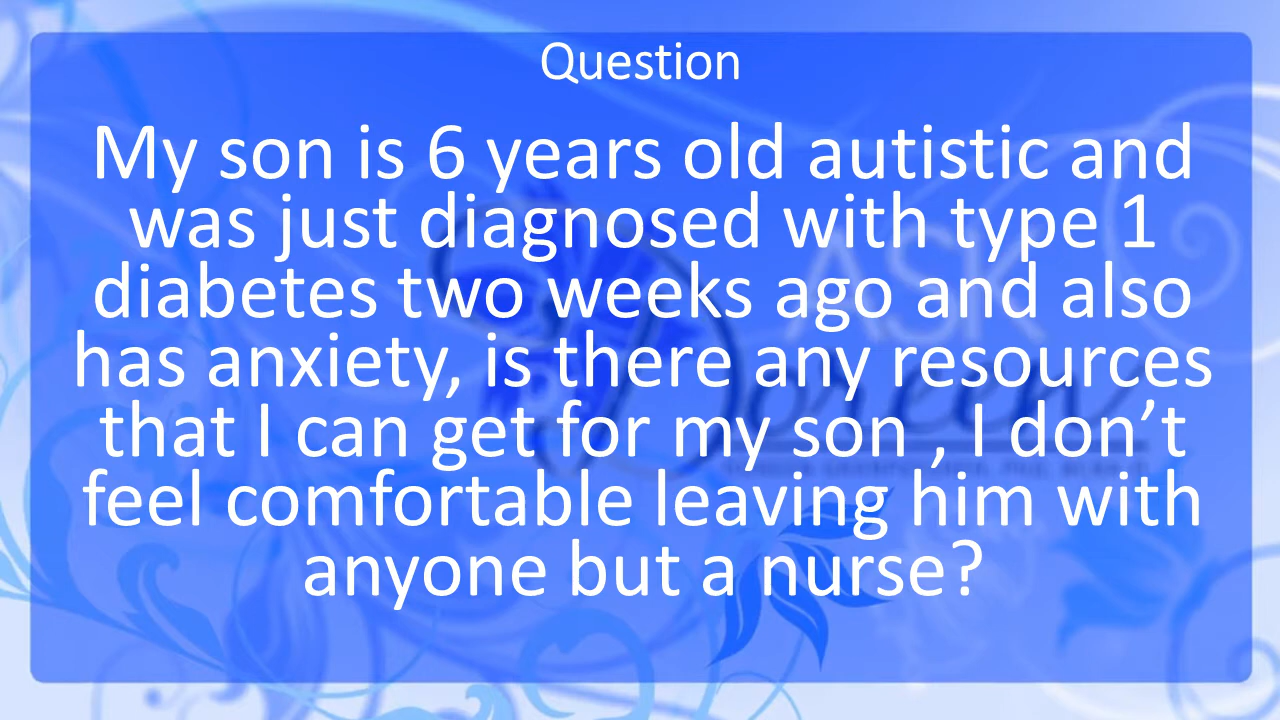 Question
My son is 6 years old autistic and
was just diagnosed with type 1
diabetes two weeks ago and also
has anxiety, is there any resources
that I can get for my son , I don’t
feel comfortable leaving him with
anyone but a nurse?
ASK
Doreen